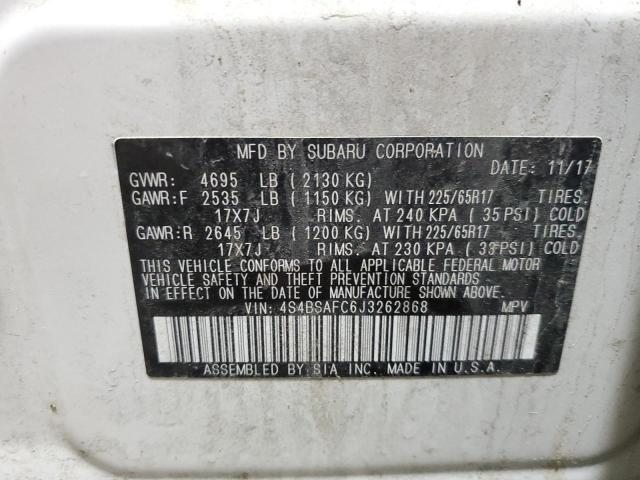 MFD BY SUBARU CORPORATION
DATE: 11/17
GVWR: 4695 LB ( 2130 KG)
GAWR:F 2535 LB ( 1150 KG) WITH 225/65R17 TIRES.
17X7J RIMS. AT 240 KPA ( 35 PSI) COLD
GAWR:R 2645 LB ( 1200 KG) WITH 225/65R17 TIRES.
17X7J RIMS. AT 230 KPA ( 33 PSI) COLD
THIS VEHICLE CONFORMS TO ALL APPLICABLE FEDERAL MOTOR
VEHICLE SAFETY AND THEFT PREVENTION STANDARDS
IN EFFECT ON THE DATE OF MANUFACTURE SHOWN ABOVE.
VIN: 4S4BSAFC6J3262868 MPV
ASSEMBLED BY SIA INC. MADE IN U.S.A.